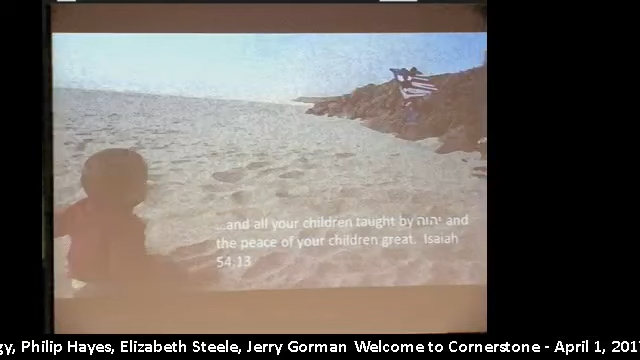 ...and all your children taught by יהוה and
the peace of your children great. Isaiah
54.13
Philip Hayes, Elizabeth Steele, Jerry Gorman Welcome to Cornerstone - April 1, 201